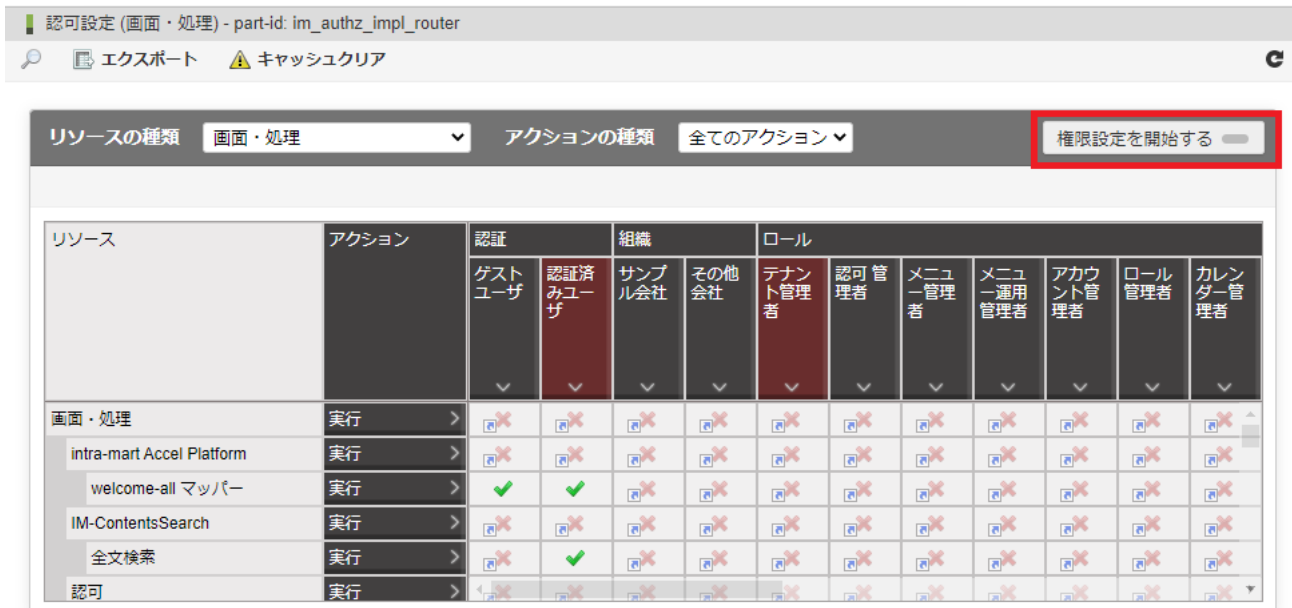 認可設定 (画面・処理) - part-id: im_authz_impl_router
エクスポート キャッシュクリア
リソースの種類 画面・処理 アクションの種類 全てのアクション 権限設定を開始する
リソース アクション 認証 組織 ロール
ゲスト
ユーザ
認証済
みユー
ザ
サンプ
ル会社
その他
会社
テナン
ト管理
者
認可 管
理者
メニュ
ー管理
者
メニュ
ー運用
管理者
アカウ
ント管
理者
ロール
管理者
カレン
ダー管
理者
画面・処理 実行
intra-mart Accel Platform 実行
welcome-all マッパー 実行
IM-ContentsSearch 実行
全文検索 実行
認可 実行